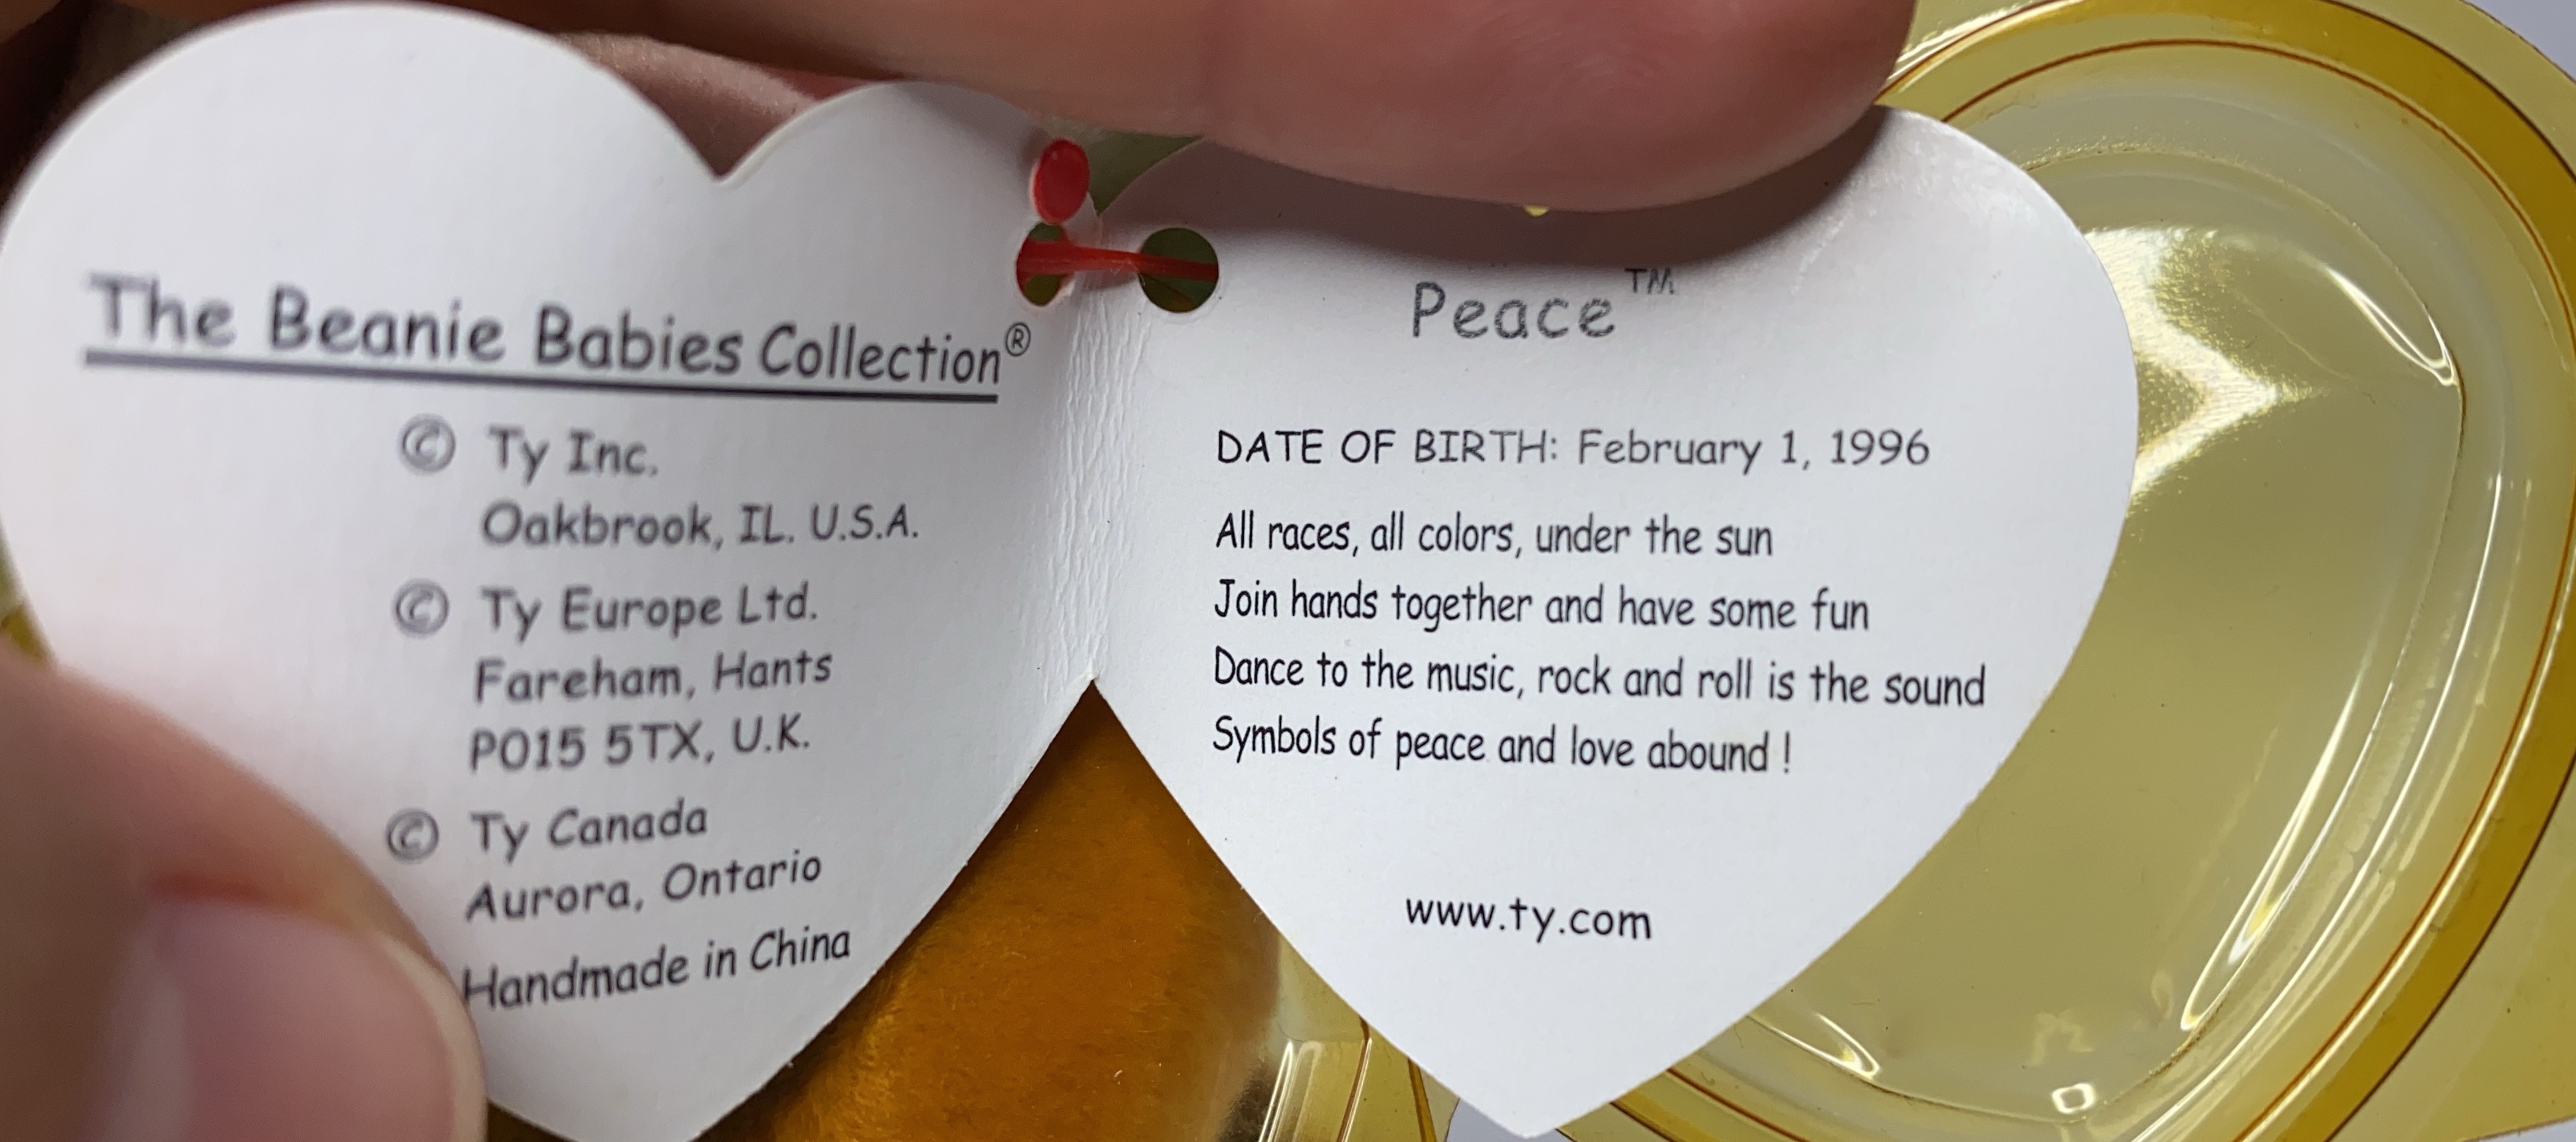 The Beanie Babies Collection®
© Ty Inc.
Oakbrook, IL. U.S.A.
© Ty Europe Ltd.
Fareham, Hants
PO15 5TX, U.K.
© Ty Canada
Aurora, Ontario
Handmade in China
Peace™
DATE OF BIRTH: February 1, 1996
All races, all colors, under the sun
Join hands together and have some fun
Dance to the music, rock and roll is the sound
Symbols of peace and love abound !
www.ty.com